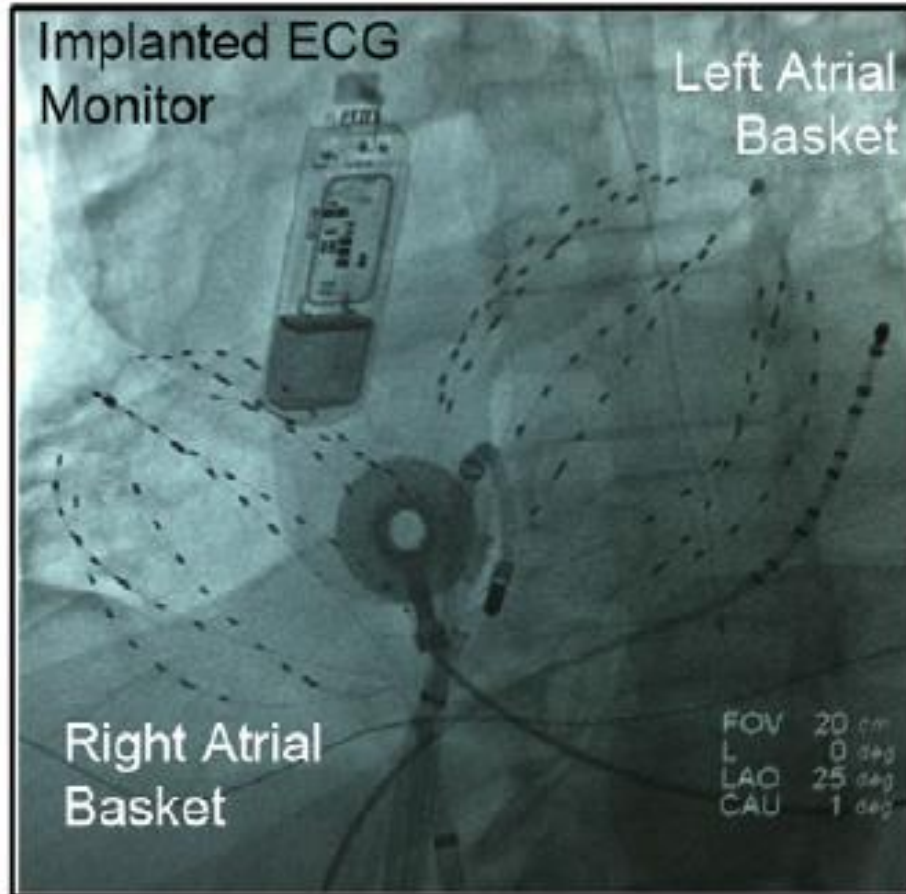 Implanted ECG
Monitor
Left Atrial
Basket
Right Atrial
Basket
FOV 20 cm
L 0 deg
LAO 25 deg
CAU 1 deg